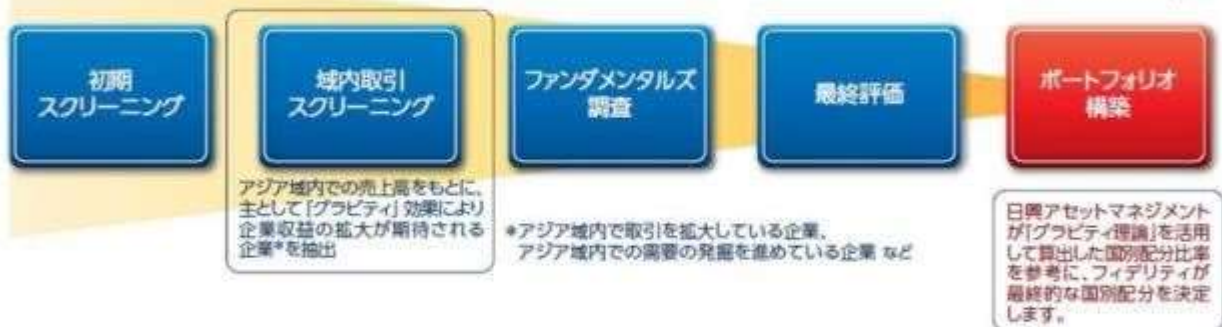 初期
スクリーニング
域内取引
スクリーニング
ファンダメンタルズ
調査
最終評価
ポートフォリオ
構築
アジア域内での売上高をもとに、
主として「グラビティ」効果により
企業収益の拡大が期待される
企業*を抽出
*アジア域内で取引を拡大している企業、
アジア域内での需要の発掘を進めている企業 など
日興アセットマネジメント
が「グラビティ理論」を活用
して算出した国別配分比率
を参考に、フィデリティが
最終的な国別配分を決定
します。